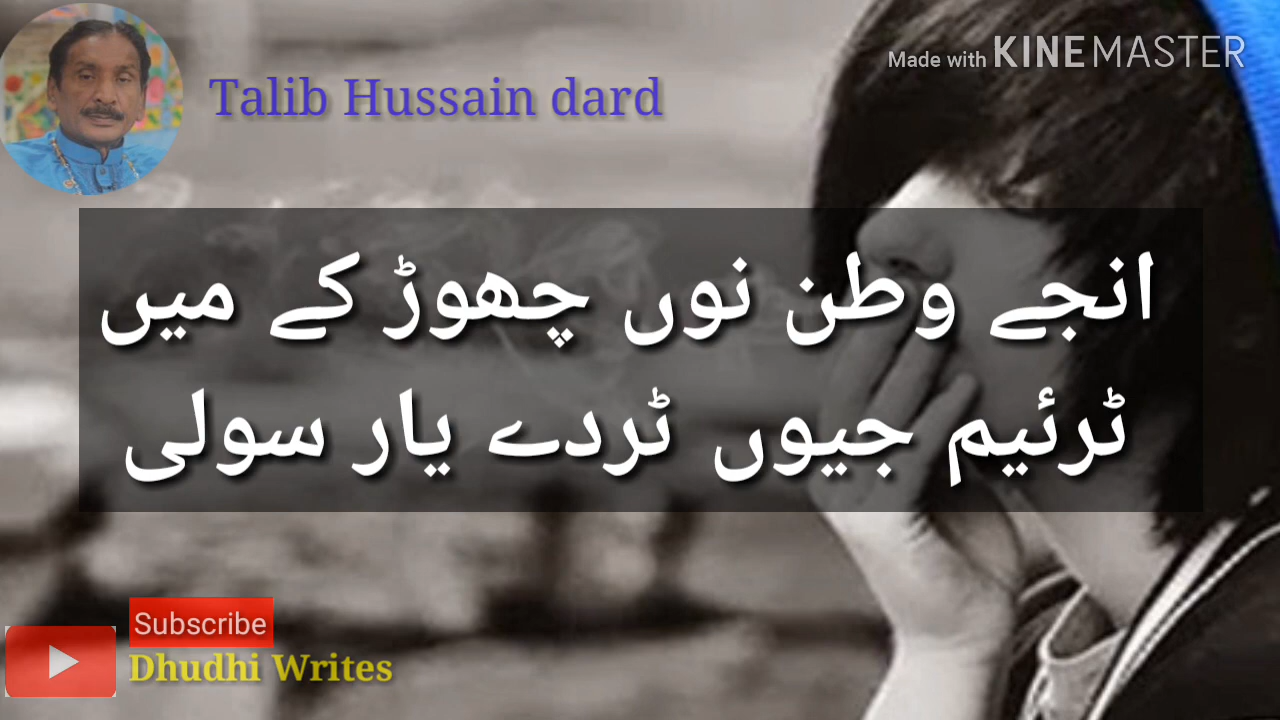 Made with KINEMASTER
Talib Hussain dard
انجے وطن نوں چھوڑ کے میں
ٹرئیم جیوں ٹردے یار سولی
Subscribe
Dhudhi Writes